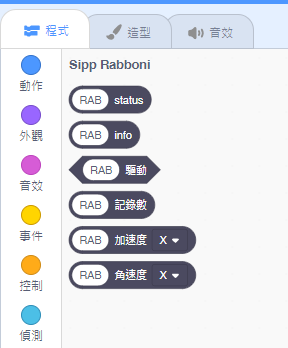 程式 造型 音效
動作
外觀
音效
事件
控制
偵測
Sipp Rabboni
RAB status
RAB info
RAB 驅動
RAB 記錄數
RAB 加速度 X
RAB 角速度 X